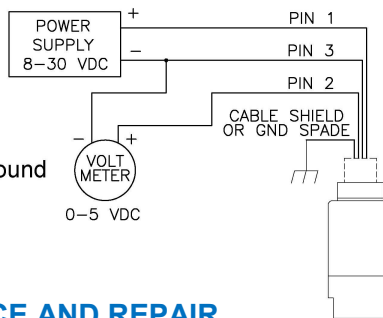 POWER
SUPPLY
8–30 VDC
+
–
PIN 1
PIN 3
PIN 2
CABLE SHIELD
OR GND SPADE
–
+
VOLT
METER
0–5 VDC
ound
CE AND REPAIR